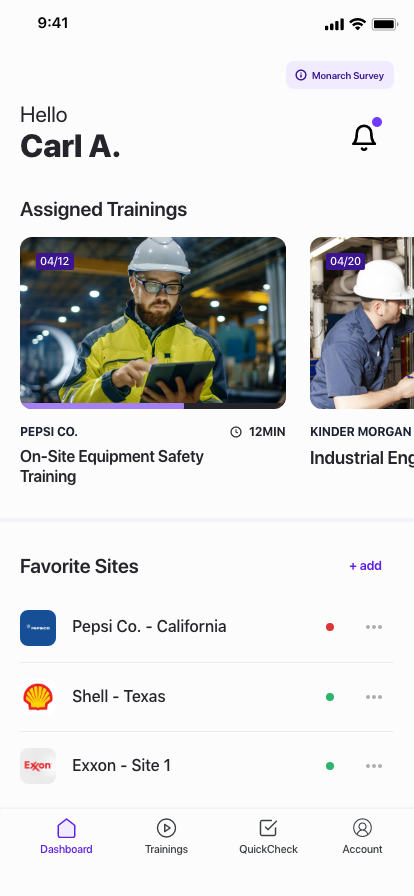 9:41
Monarch Survey
Hello
Carl A.
Assigned Trainings
04/12
04/20
PEPSI CO.
12MIN
KINDER MORGAN
On-Site Equipment Safety
Training
Industrial Eng
Favorite Sites
+ add
PEPSICO
Pepsi Co. - California
Shell - Texas
Exxon
Exxon - Site 1
Dashboard
Trainings
QuickCheck
Account